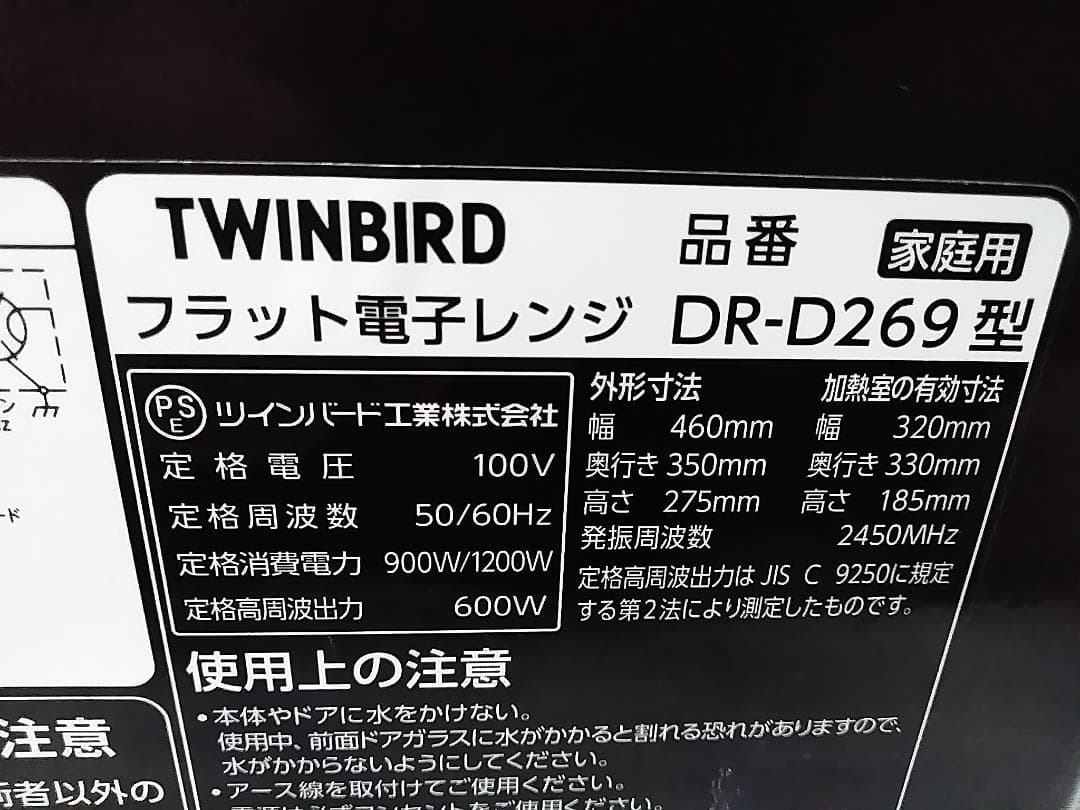 TWINBIRD 品番 家庭用
フラット電子レンジ DR-D269型
PSE ツインバード工業株式会社
定格電圧 100V
定格周波数 50/60Hz
定格消費電力 900W/1200W
定格高周波出力 600W
外形寸法 加熱室の有効寸法
幅 460mm 幅 320mm
奥行き 350mm 奥行き 330mm
高さ 275mm 高さ 185mm
発振周波数 2450MHz
定格高周波出力は JIS C 9250に規定
する第2法により測定したものです。
使用上の注意
・本体やドアに水をかけない。
使用中、前面ドアガラスに水がかかると割れる恐れがありますので、
水がかからないようにしてください。
・アース線を取付けてご使用ください。
注意
者以外の